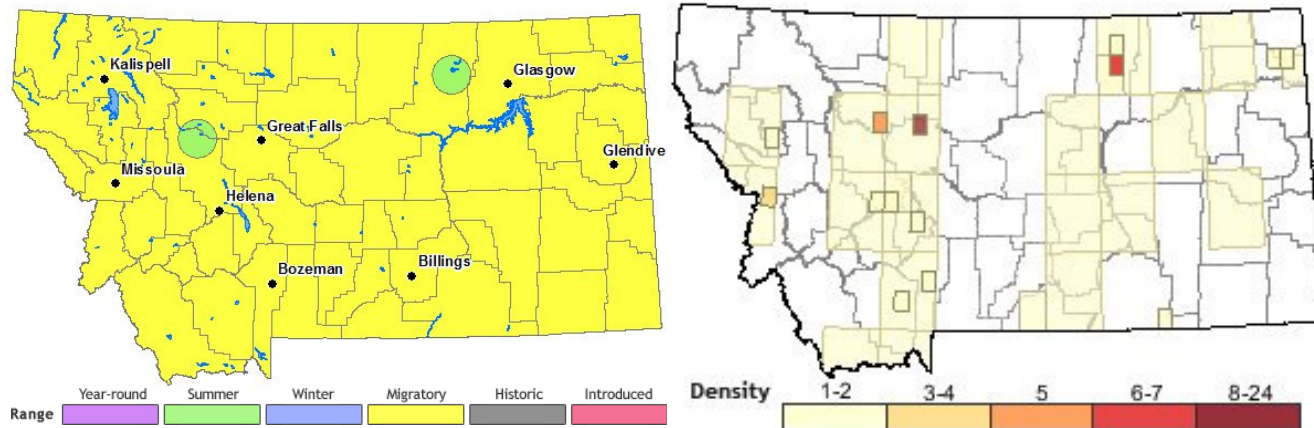 Kalispell
Glasgow
Great Falls
Glendive
Missoula
Helena
Bozeman
Billings
Range Year-round Summer Winter Migratory Historic Introduced
Density 1-2 3-4 5 6-7 8-24